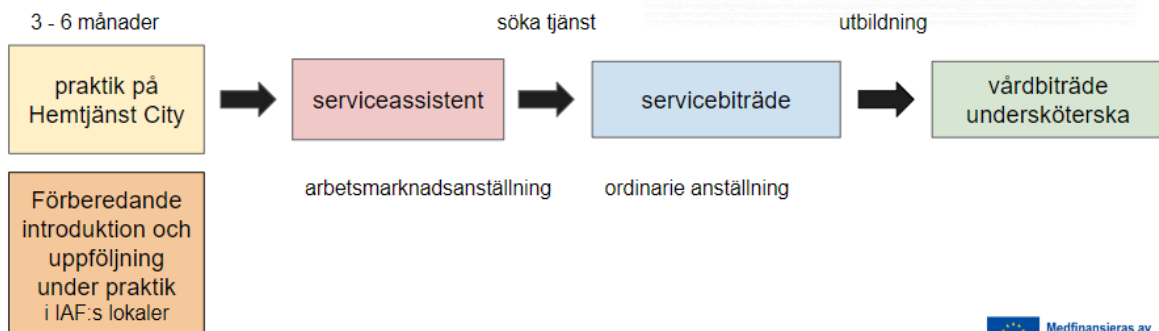 3 - 6 månader
söka tjänst
utbildning
praktik på
Hemtjänst City
serviceassistent
servicebiträde
vårdbiträde
undersköterska
arbetsmarknadsanställning
ordinarie anställning
Förberedande
introduktion och
uppföljning
under praktik
i IAF:s lokaler
Medfinansieras av